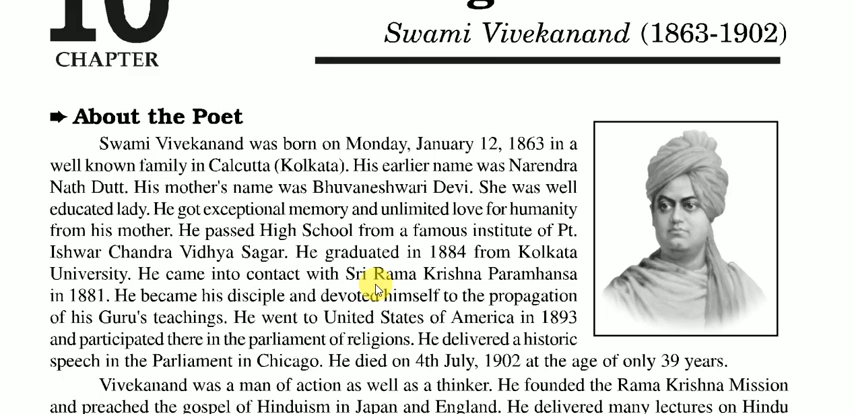 10
CHAPTER
Swami Vivekanand (1863-1902)
➨ About the Poet
Swami Vivekanand was born on Monday, January 12, 1863 in a
well known family in Calcutta (Kolkata). His earlier name was Narendra
Nath Dutt. His mother's name was Bhuvaneshwari Devi. She was well
educated lady. He got exceptional memory and unlimited love for humanity
from his mother. He passed High School from a famous institute of Pt.
Ishwar Chandra Vidhya Sagar. He graduated in 1884 from Kolkata
University. He came into contact with Sri Rama Krishna Paramhansa
in 1881. He became his disciple and devoted himself to the propagation
of his Guru's teachings. He went to United States of America in 1893
and participated there in the parliament of religions. He delivered a historic
speech in the Parliament in Chicago. He died on 4th July, 1902 at the age of only 39 years.
Vivekanand was a man of action as well as a thinker. He founded the Rama Krishna Mission
and preached the gospel of Hinduism in Japan and England. He delivered many lectures on Hindu